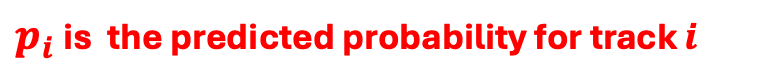 pᵢ is the predicted probability for track i